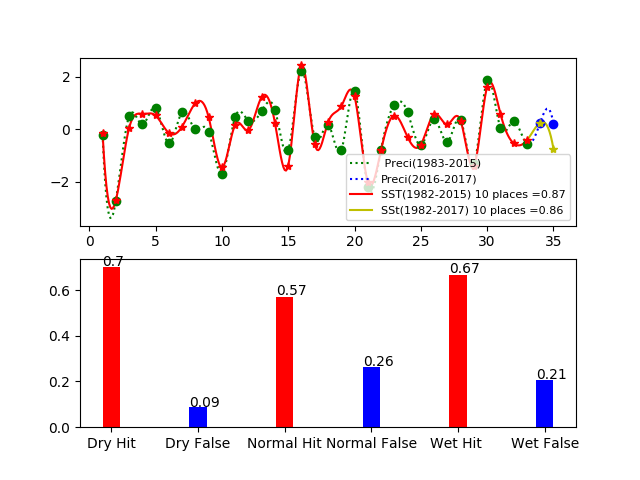 2
0
−2
Preci(1983-2015)
Preci(2016-2017)
SST(1982-2015) 10 places =0.87
SSt(1982-2017) 10 places =0.86
0 5 10 15 20 25 30 35
0.7
0.09
0.57
0.26
0.67
0.21
0.6
0.4
0.2
0.0
Dry Hit Dry False Normal Hit Normal False Wet Hit Wet False